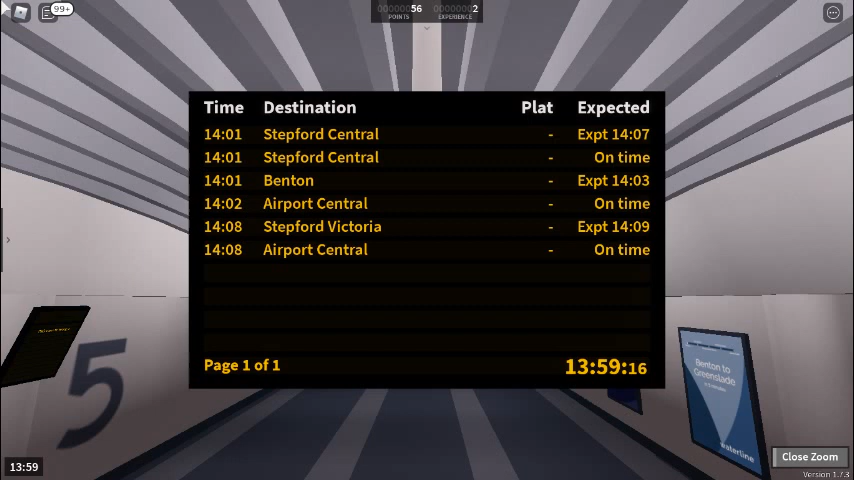 99+
00000056 00000002
POINTS EXPERIENCE
Time Destination Plat Expected
14:01 Stepford Central - Expt 14:07
14:01 Stepford Central - On time
14:01 Benton - Expt 14:03
14:02 Airport Central - On time
14:08 Stepford Victoria - Expt 14:09
14:08 Airport Central - On time
Page 1 of 1 13:59:16
5
Benton to
Greenslade
waterline
13:59
Close Zoom
Version 1.7.3